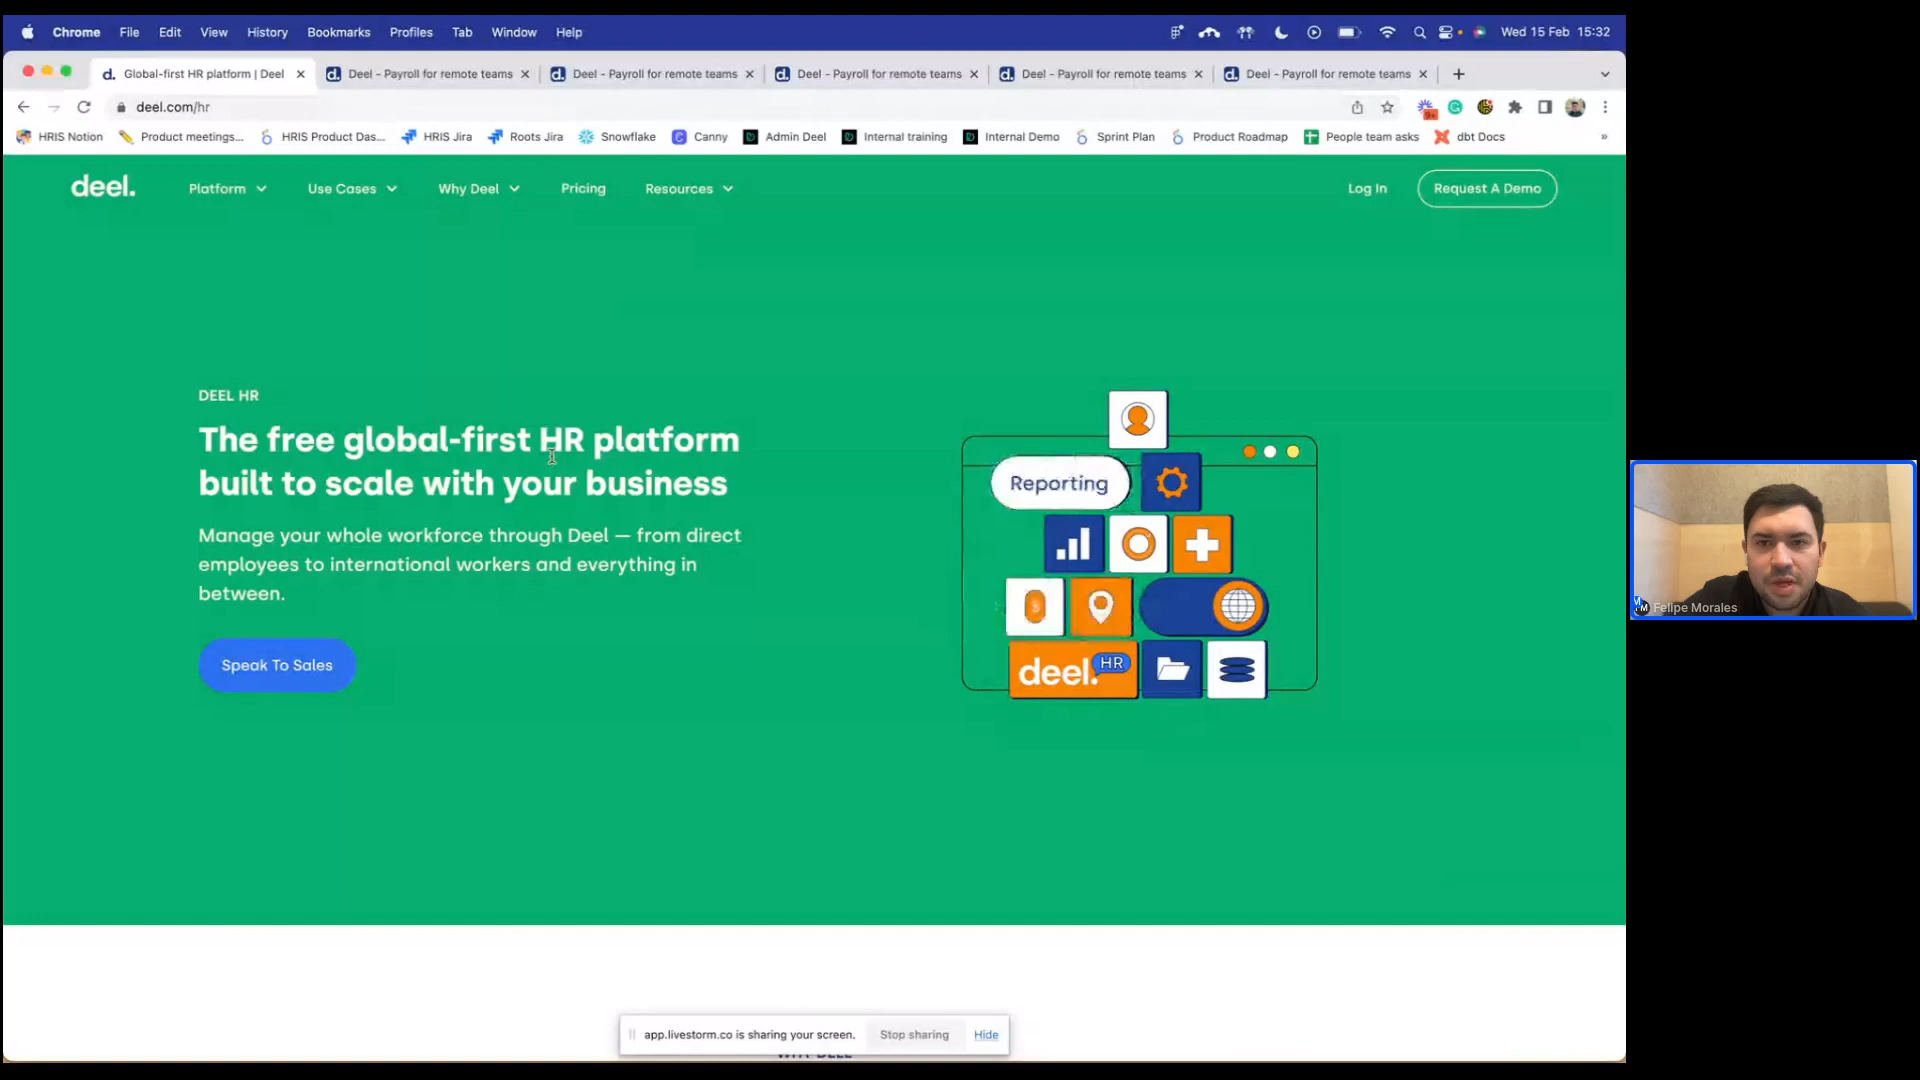 Chrome File Edit View History Bookmarks Profiles Tab Window Help Wed 15 Feb 15:32
Global-first HR platform | Deel Deel - Payroll for remote teams Deel - Payroll for remote teams Deel - Payroll for remote teams Deel - Payroll for remote teams Deel - Payroll for remote teams
deel.com/hr
HRIS Notion Product meetings... HRIS Product Das... HRIS Jira Roots Jira Snowflake Canny Admin Deel Internal training Internal Demo Sprint Plan Product Roadmap People team asks dbt Docs
deel. Platform Use Cases Why Deel Pricing Resources Log In Request A Demo
DEEL HR
The free global-first HR platform
built to scale with your business
Manage your whole workforce through Deel — from direct
employees to international workers and everything in
between.
Speak To Sales
Reporting
deel. HR
Felipe Morales
app.livestorm.co is sharing your screen. Stop sharing Hide